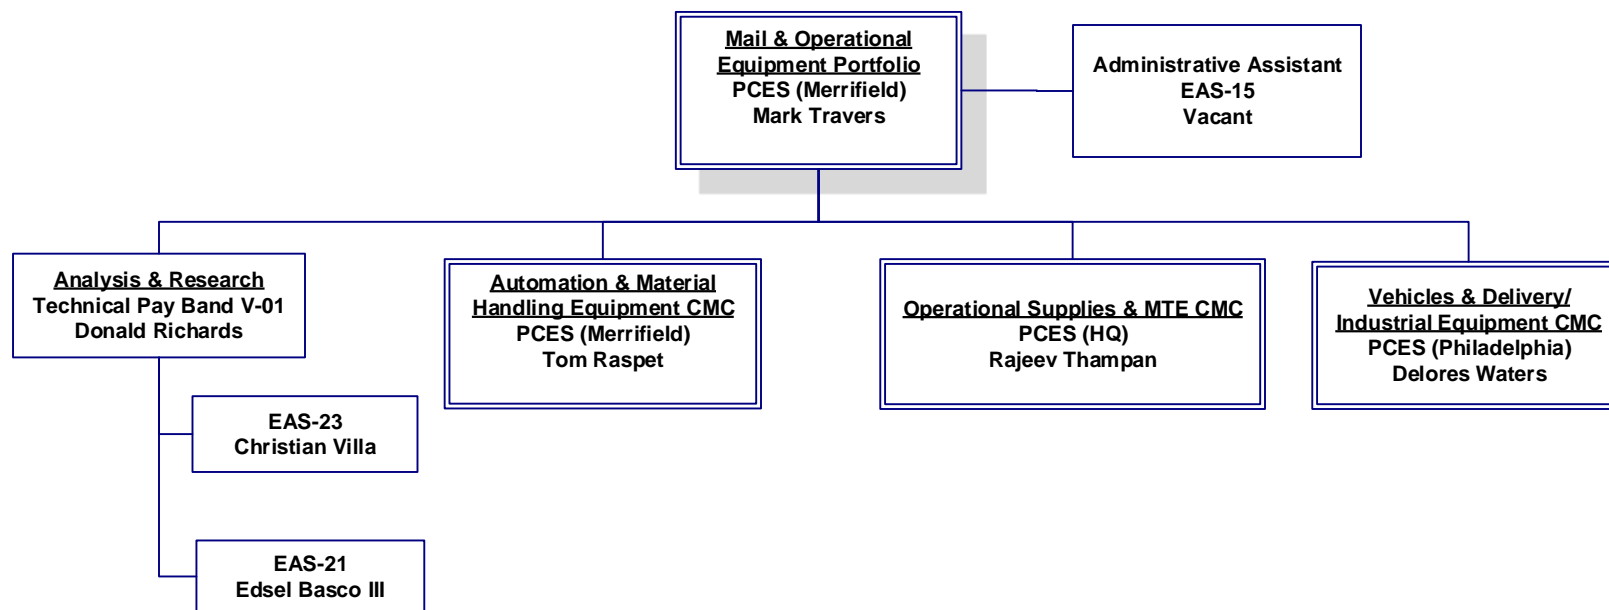 Mail & Operational
Equipment Portfolio
PCES (Merrifield)
Mark Travers
Administrative Assistant
EAS-15
Vacant
Analysis & Research
Technical Pay Band V-01
Donald Richards
Automation & Material
Handling Equipment CMC
PCES (Merrifield)
Tom Raspet
Operational Supplies & MTE CMC
PCES (HQ)
Rajeev Thampan
Vehicles & Delivery/
Industrial Equipment CMC
PCES (Philadelphia)
Delores Waters
EAS-23
Christian Villa
EAS-21
Edsel Basco III